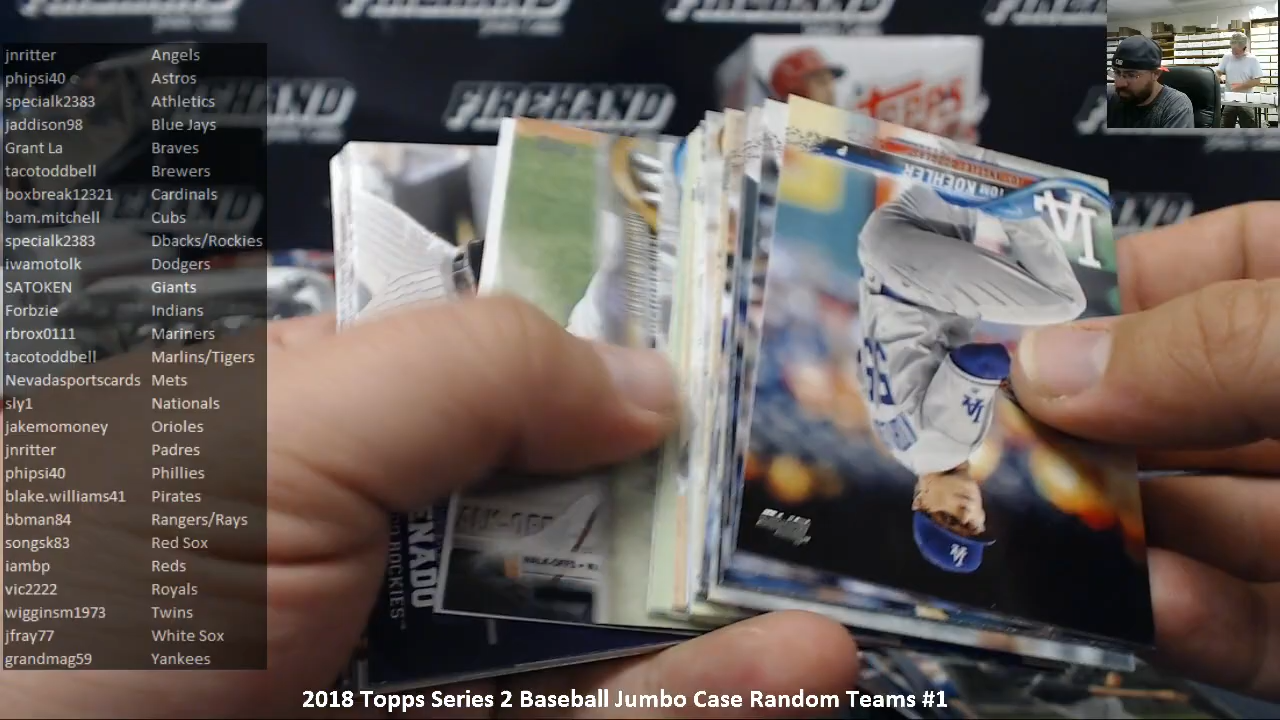 FIREHAND
jnritter Angels
phipsi40 Astros
specialk2383 Athletics
jaddison98 Blue Jays
Grant La Braves
tacotoddbell Brewers
boxbreak12321 Cardinals
bam.mitchell Cubs
specialk2383 Dbacks/Rockies
iwamotolk Dodgers
SATOKEN Giants
Forbzie Indians
rbrox0111 Mariners
tacotoddbell Marlins/Tigers
Nevadasportscards Mets
sly1 Nationals
jakemomoney Orioles
jnritter Padres
phipsi40 Phillies
blake.williams41 Pirates
bbman84 Rangers/Rays
songsk83 Red Sox
iambp Reds
vic2222 Royals
wigginsm1973 Twins
jfray77 White Sox
grandmag59 Yankees
topps
TOM KOEHLER
LA
ENADO
ROCKIES
2018 Topps Series 2 Baseball Jumbo Case Random Teams #1